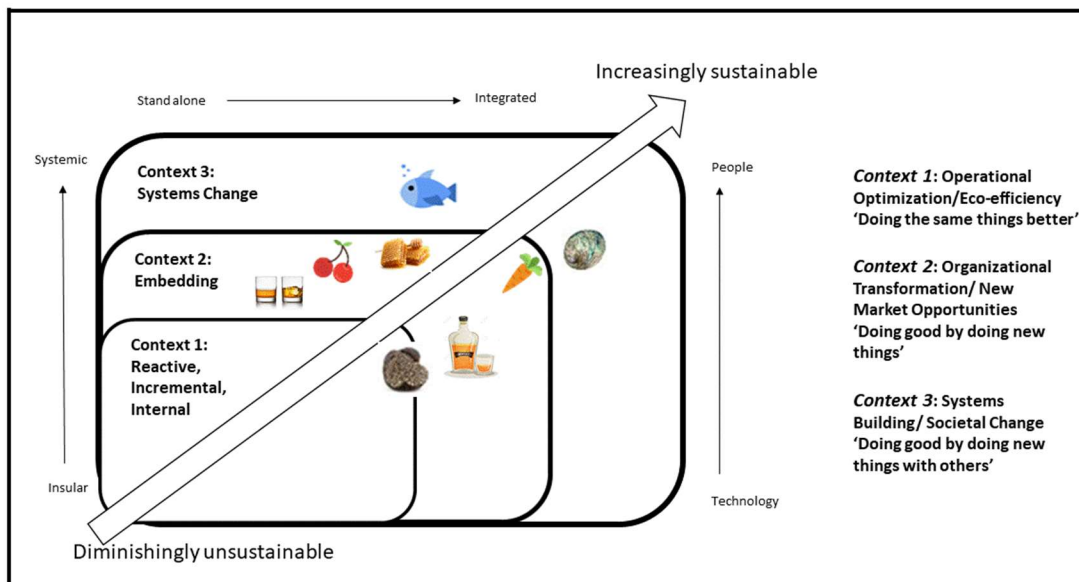 Increasingly sustainable
Stand alone
Integrated
Systemic
People
Context 3:
Systems Change
Context 2:
Embedding
Context 1:
Reactive,
Incremental,
Internal
Insular
Technology
Diminishingly unsustainable
Context 1: Operational
Optimization/Eco-efficiency
‘Doing the same things better’
Context 2: Organizational
Transformation/ New
Market Opportunities
‘Doing good by doing new
things’
Context 3: Systems
Building/ Societal Change
‘Doing good by doing new
things with others’